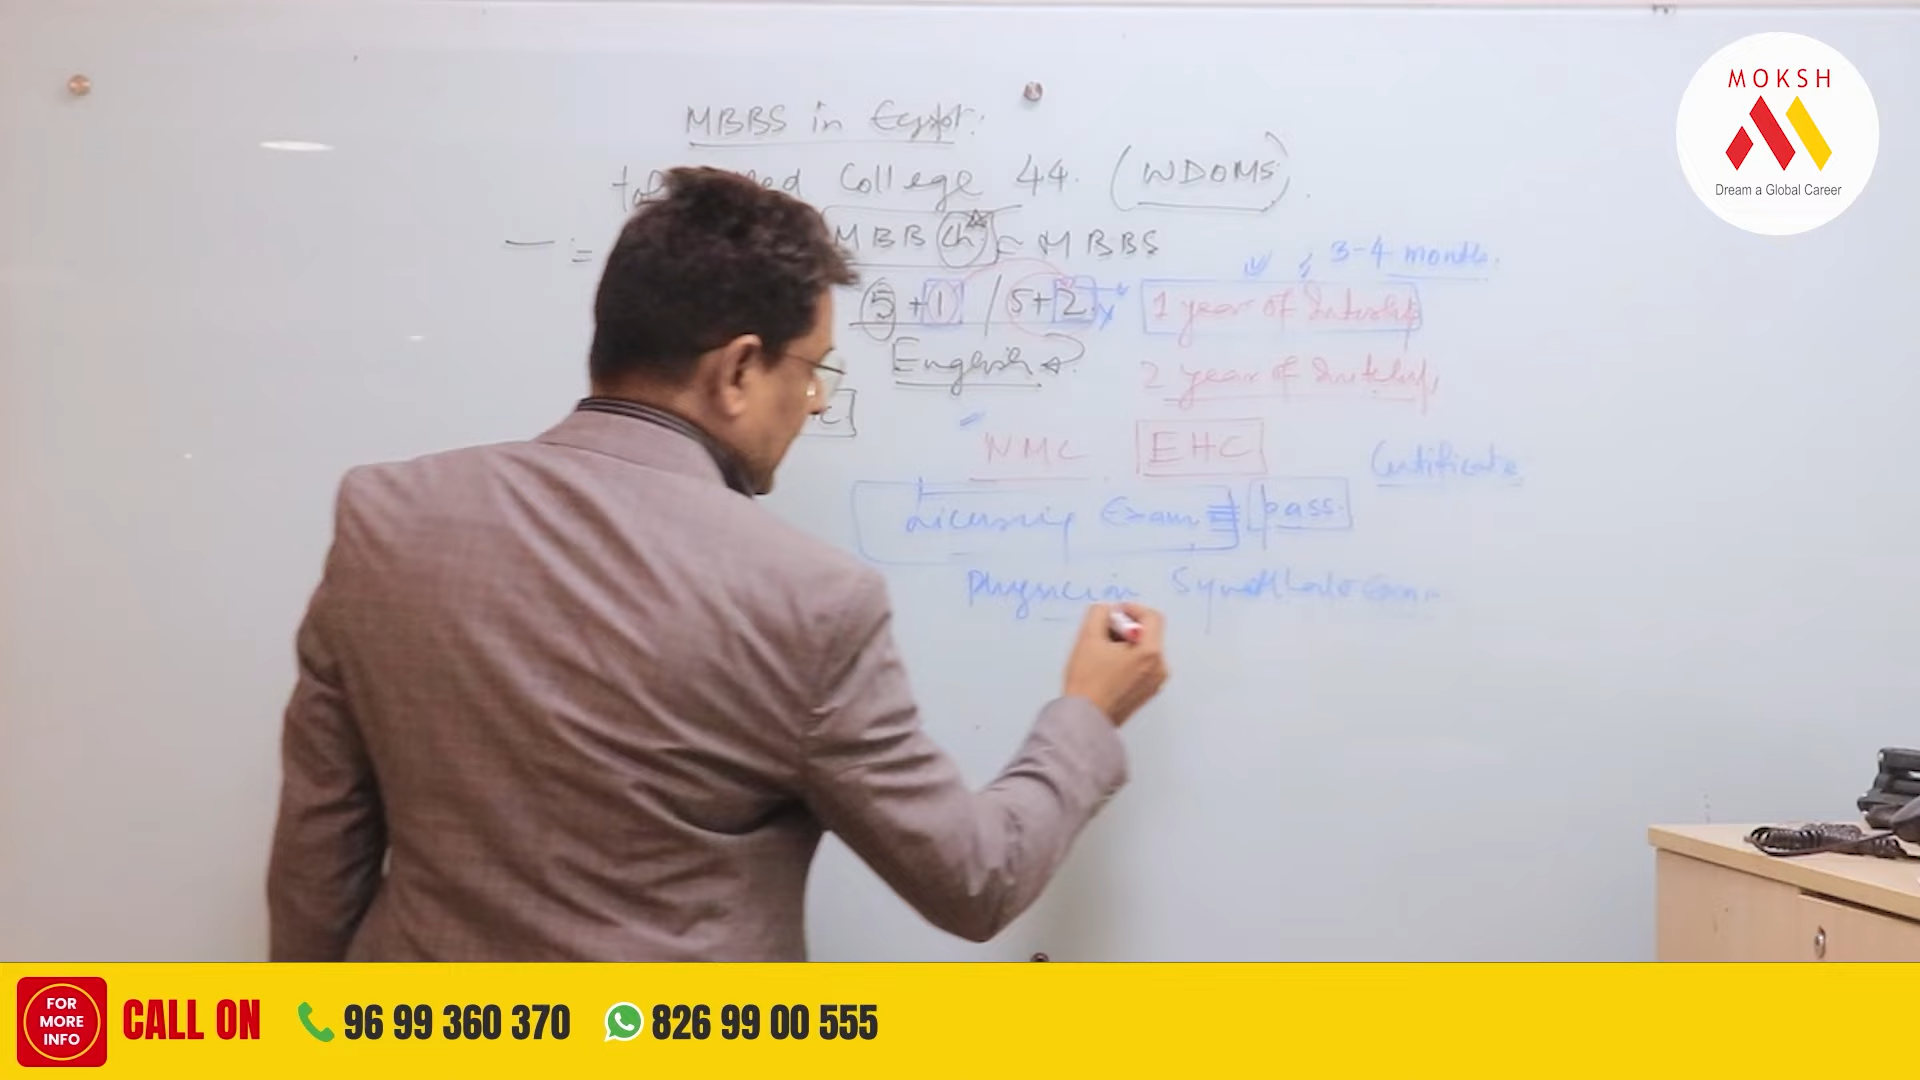 MOKSH
Dream a Global Career
MBBS in Egypt.
College 44. (WDOMS).
MBB Ch ~ MBBS
3-4 months.
5+1 / 5+2
1 year of Internship
English
2 year of Internship
NMC EHC
Certificate
Licensing Exam pass.
Physician
FOR
MORE
INFO
CALL ON 96 99 360 370 826 99 00 555